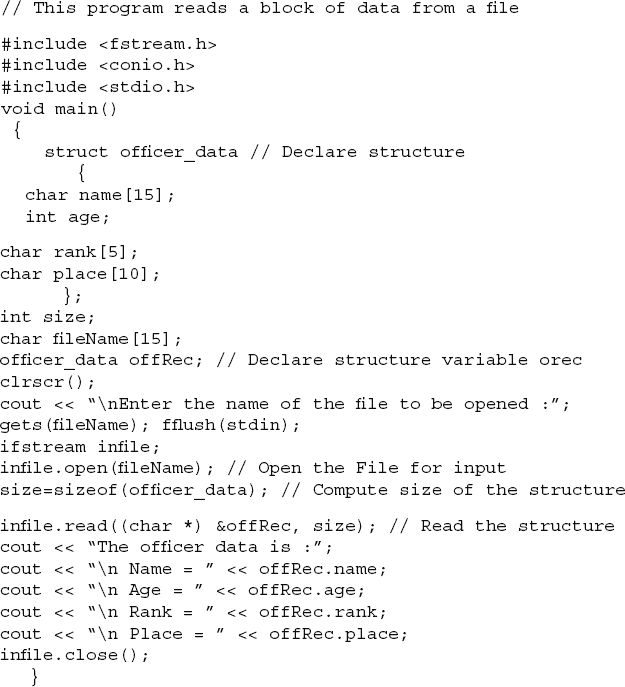 // This program reads a block of data from a file
#include <fstream.h>
#include <conio.h>
#include <stdio.h>
void main()
{
struct officer_data // Declare structure
{
char name[15];
int age;
char rank[5];
char place[10];
};
int size;
char fileName[15];
officer_data offRec; // Declare structure variable orec
clrscr();
cout << “\nEnter the name of the file to be opened :”;
gets(fileName); fflush(stdin);
ifstream infile;
infile.open(fileName); // Open the File for input
size=sizeof(officer_data); // Compute size of the structure
infile.read((char *) &offRec, size); // Read the structure
cout << “The officer data is :”;
cout << “\n Name = ” << offRec.name;
cout << “\n Age = ” << offRec.age;
cout << “\n Rank = ” << offRec.rank;
cout << “\n Place = ” << offRec.place;
infile.close();
}